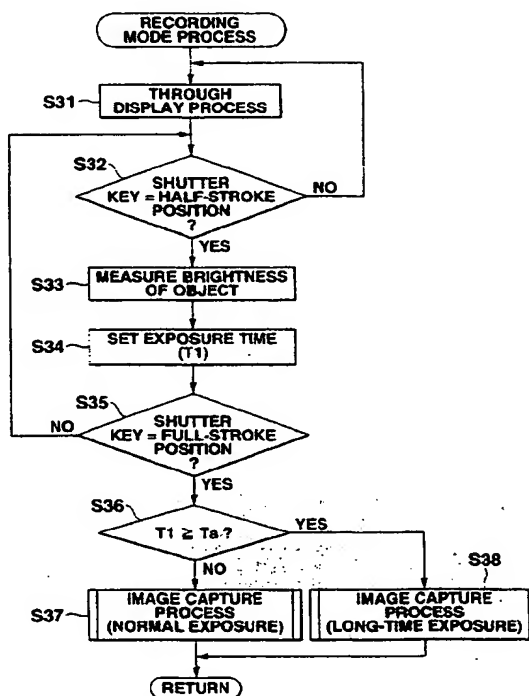 RECORDING
MODE PROCESS
S31
THROUGH
DISPLAY PROCESS
S32
SHUTTER
KEY = HALF-STROKE
POSITION
?
NO
YES
S33
MEASURE BRIGHTNESS
OF OBJECT
S34
SET EXPOSURE TIME
(T1)
S35
SHUTTER
KEY = FULL-STROKE
POSITION
?
NO
YES
S36
T1 ≧ Ta ?
YES
NO
S38
S37
IMAGE CAPTURE
PROCESS
(NORMAL EXPOSURE)
IMAGE CAPTURE
PROCESS
(LONG-TIME EXPOSURE)
RETURN